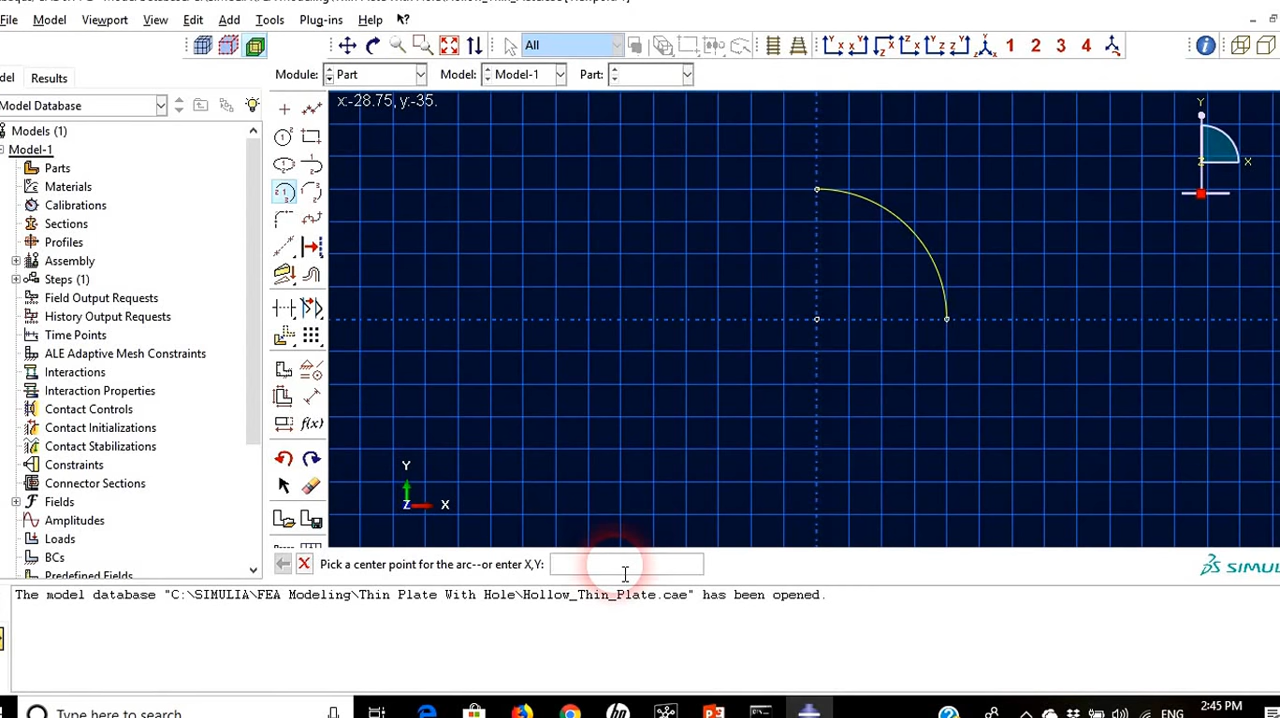 File Model Viewport View Edit Add Tools Plug-ins Help
All
1 2 3 4
Module: Part Model: Model-1 Part:
Results
Model Database
Models (1)
Model-1
Parts
Materials
Calibrations
Sections
Profiles
Assembly
Steps (1)
Field Output Requests
History Output Requests
Time Points
ALE Adaptive Mesh Constraints
Interactions
Interaction Properties
Contact Controls
Contact Initializations
Contact Stabilizations
Constraints
Connector Sections
Fields
Amplitudes
Loads
BCs
Predefined Fields
x:-28.75, y:-35.
Y
X
Z
Y
Z X
Pick a center point for the arc--or enter X,Y:
SIMU
The model database "C:\SIMULIA\FEA Modeling\Thin Plate With Hole\Hollow_Thin_Plate.cae" has been opened.
Type here to search
ENG
2:45 PM